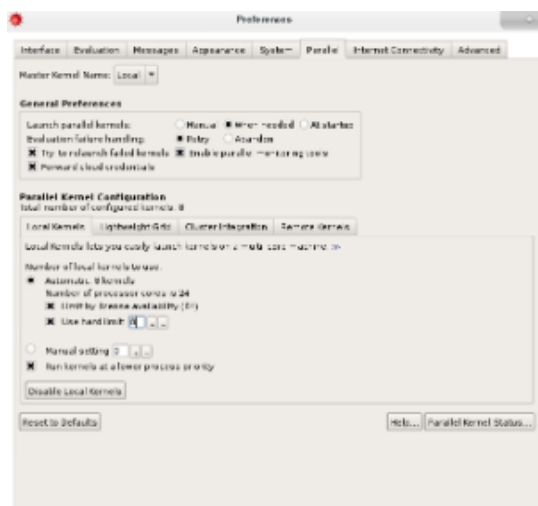 Preferences
Interface Evaluation Messages Appearance System Parallel Internet Connectivity Advanced
Master Kernel Name: Local
General Preferences
Launch parallel kernels: Manual When needed At startup
Evaluation failure handling: Retry Abandon
Try to relaunch failed kernels Enable parallel monitoring tools
Forward cloud credentials
Parallel Kernel Configuration
Total number of configured kernels: 8
Local Kernels Lightweight Grid Cluster Integration Remote Kernels
Local Kernels lets you easily launch kernels on a multi-core machine.
Number of local kernels to use:
Automatic: 8 kernels
Number of processor cores is 24
Limit by license availability
Use hard limit:
Manual setting
Run kernels at a lower process priority
Disable Local Kernels
Reset to Defaults Help... Parallel Kernel Status...